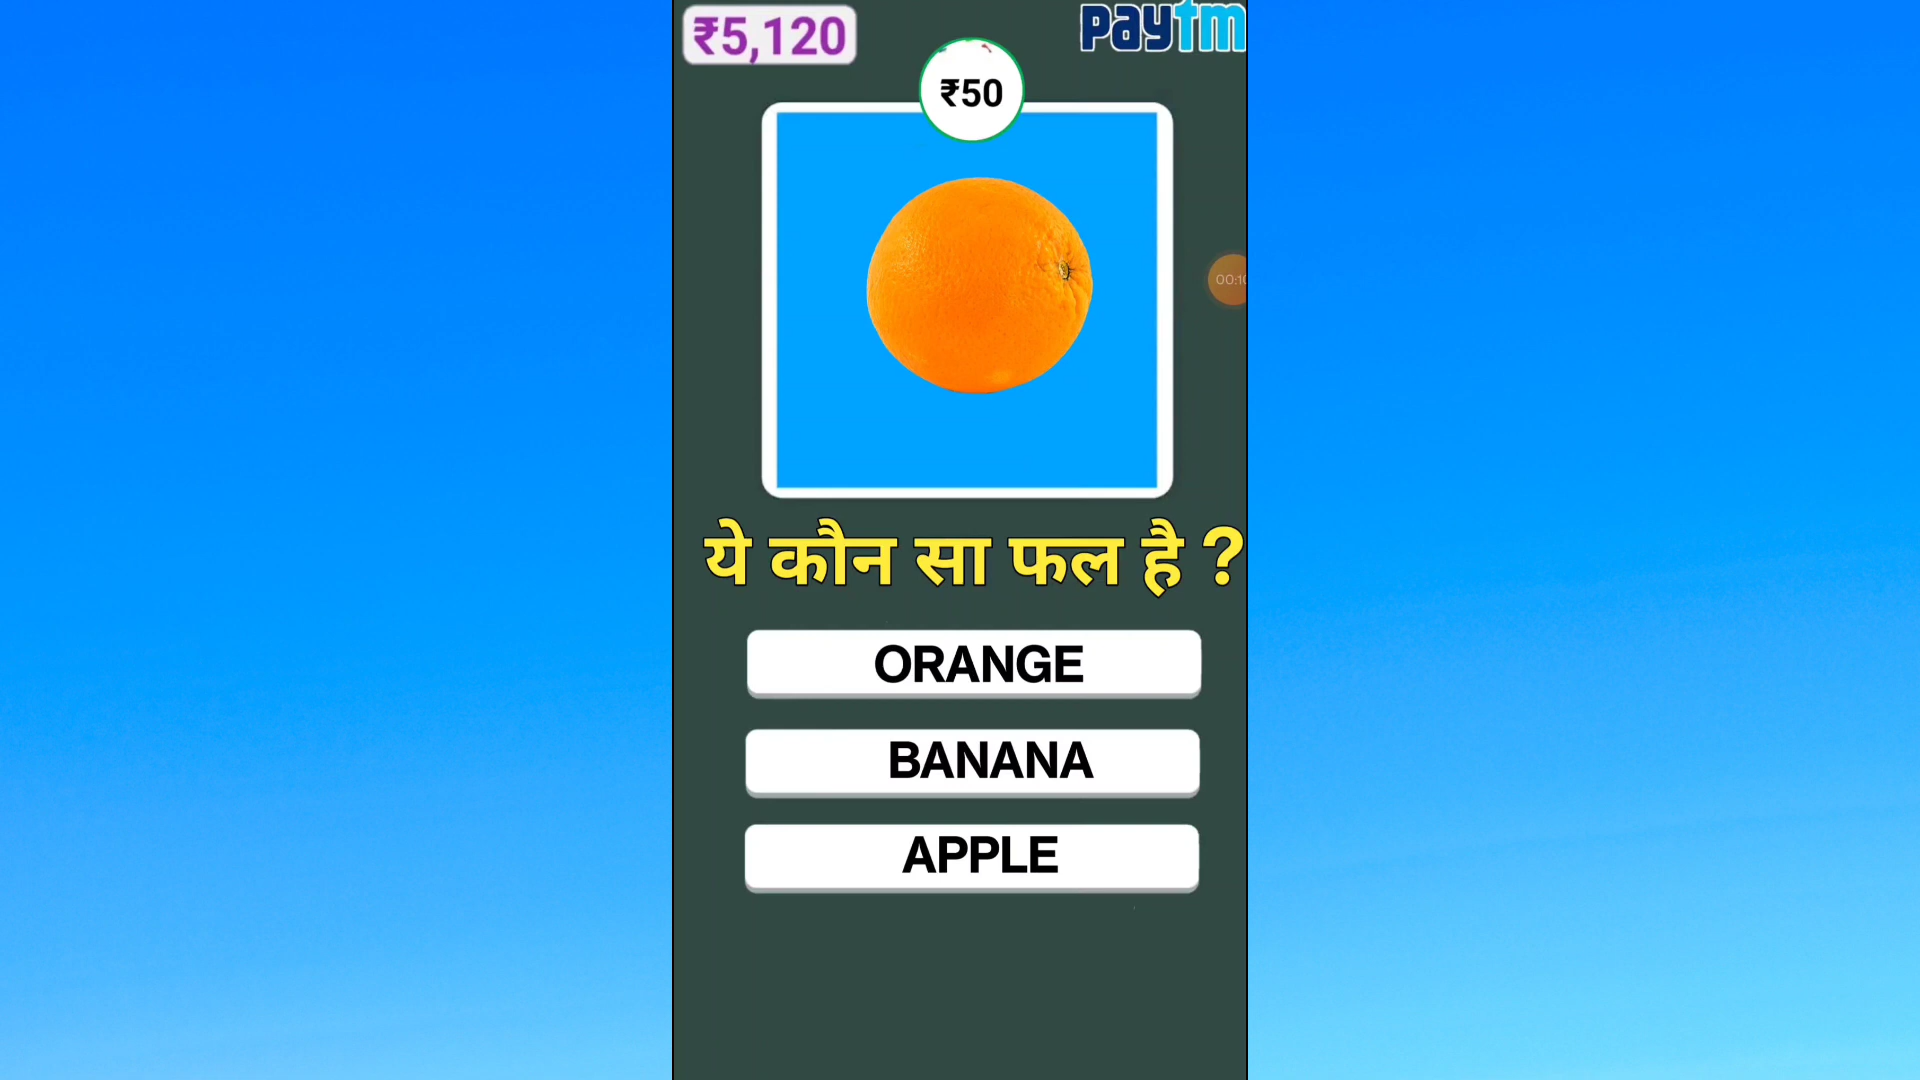 ₹5,120
paytm
₹50
ये कौन सा फल है ?
ORANGE
BANANA
APPLE